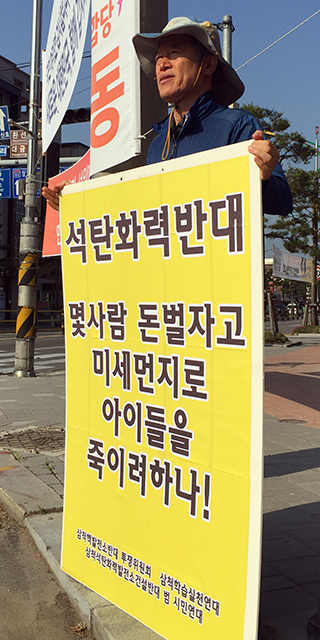 석탄화력반대
몇사람 돈벌자고
미세먼지로
아이들을
죽이려하나!
삼척핵발전소반대 투쟁위원회 삼척학습실천연대
삼척석탄화력발전소건설반대 범 시민연대